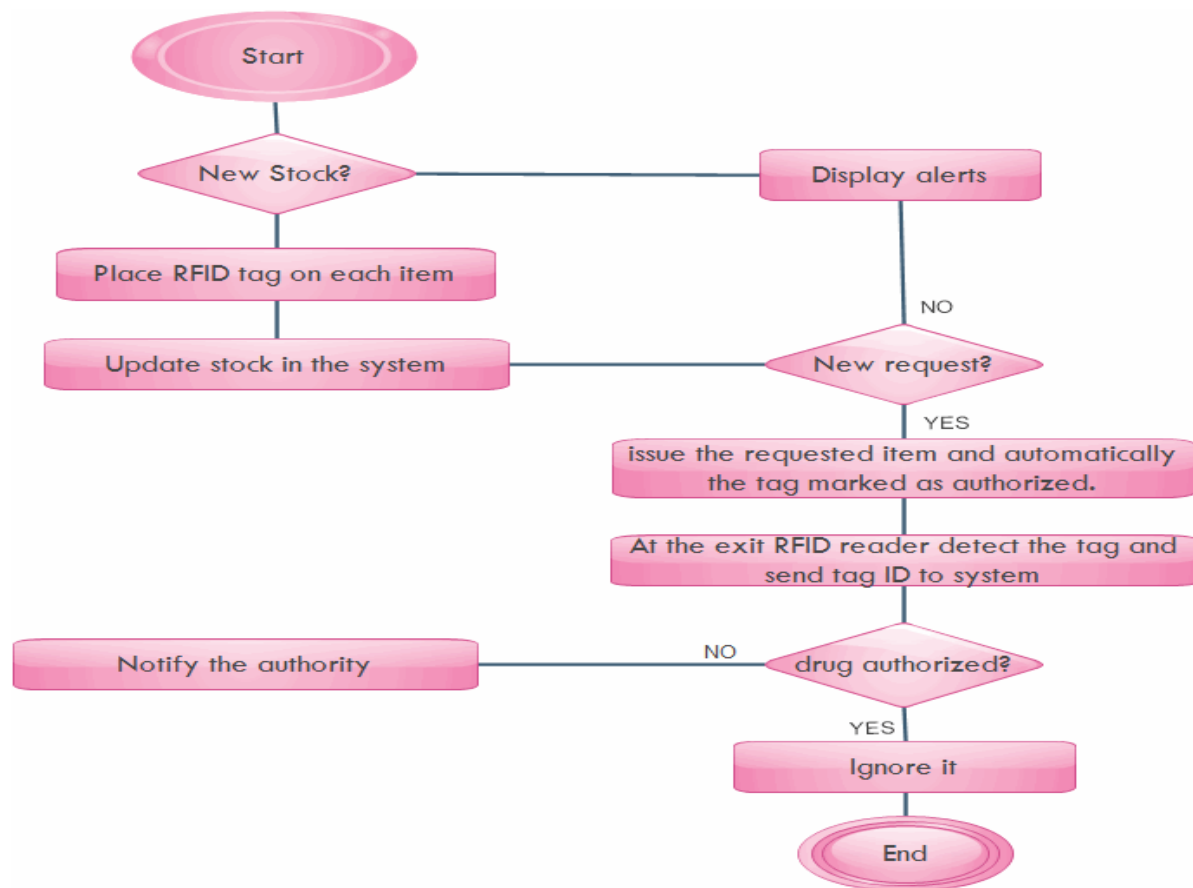 Start
New Stock?
Display alerts
Place RFID tag on each item
NO
Update stock in the system
New request?
YES
issue the requested item and automatically
the tag marked as authorized.
At the exit RFID reader detect the tag and
send tag ID to system
Notify the authority
NO
drug authorized?
YES
Ignore it
End